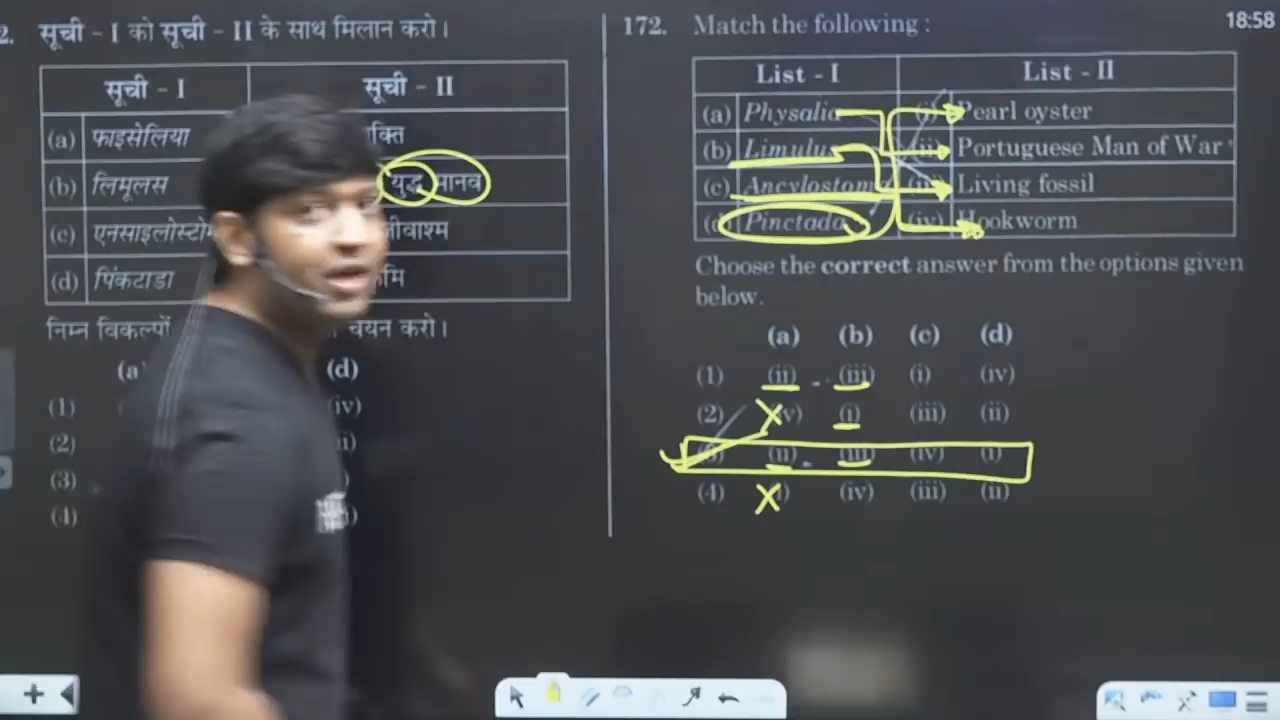 2. सूची - I को सूची - II के साथ मिलान करो।
सूची - I सूची - II
(a) फाइसेलिया
(b) लिमूलस युद्ध मानव
(c)
(d) पिंकटाडा
निम्न विकल्पों चयन करो।
(d)
(1) (iv)
(2)
(3)
(4)
172. Match the following :
18:58
List - I List - II
(a) Physalia (i) Pearl oyster
(b) Limulus (ii) Portuguese Man of War
(c) Ancylostoma (iii) Living fossil
(d) Pinctada (iv) Hookworm
Choose the correct answer from the options given
below.
(a) (b) (c) (d)
(1) (ii) (iii) (i) (iv)
(2) (i) (iii) (ii)
(3) (ii) (iii) (iv) (i)
(4) (iv) (iii) (ii)